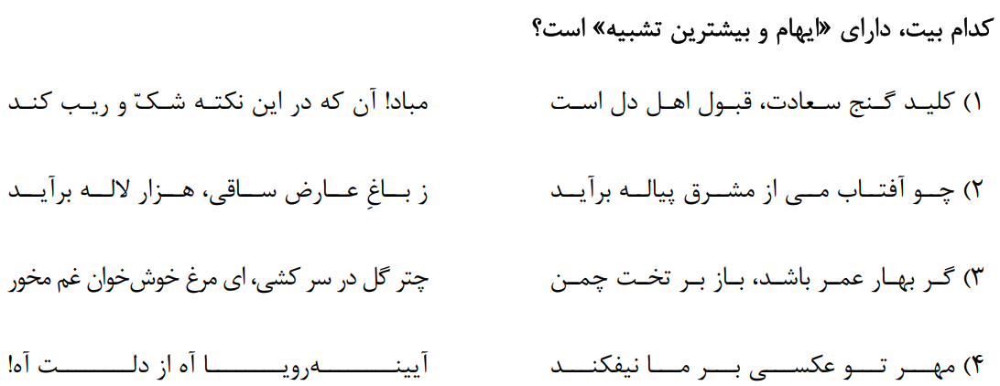 کدام بیت، دارای «ایهام و بیشترین تشبیه» است؟
۱) کلید گنج سعادت، قبول اهل دل است مباد! آن که در این نکته شکّ و ریب کند
۲) چو آفتاب می از مشرق پیاله برآید ز باغِ عارض ساقی، هزار لاله برآید
۳) گر بهار عمر باشد، باز بر تخت چمن چتر گل در سر کشی، ای مرغ خوش‌خوان غم مخور
۴) مهر تو عکسی بر ما نیفکند آیینه‌رویا آه از دلت آه!